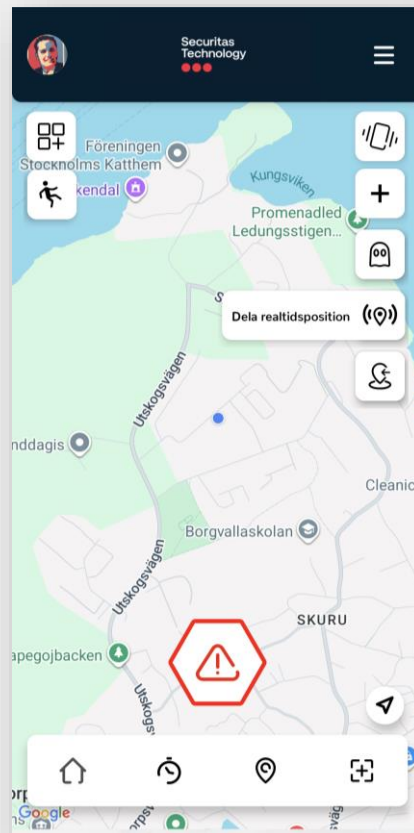 Securitas
Technology
Föreningen
Stockholms Katthem
kendal
Kungsviken
Promenadled
Ledungsstigen...
Dela realtidsposition
Utskogsvägen
nddagis
Cleanic
Borgvallaskolan
Utskogsvägen
SKURU
apegojbacken
Utskogsv
Google